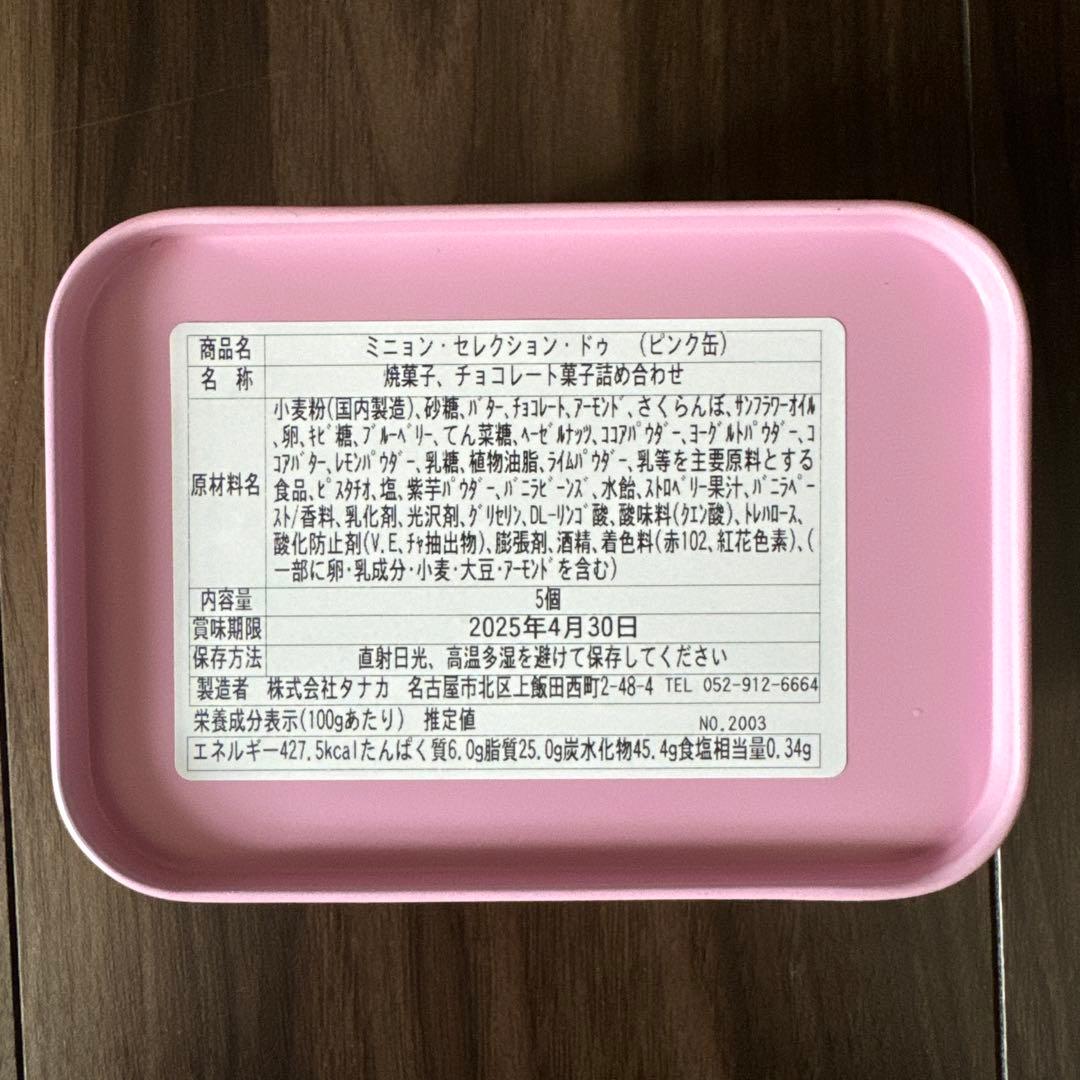 商品名 ミニョン・セレクション・ドゥ (ピンク缶)
名 称 焼菓子、チョコレート菓子詰め合わせ
原材料名 小麦粉(国内製造)、砂糖、ﾊﾞﾀｰ、ﾁｮｺﾚｰﾄ、ｱｰﾓﾝﾄﾞ、さくらんぼ、ｻﾝﾌﾗﾜｰｵｲﾙ
、卵、ｷﾋﾞ糖、ﾌﾞﾙｰﾍﾞﾘｰ、てん菜糖、ﾍｰｾﾞﾙﾅｯﾂ、ｺｺｱﾊﾟｳﾀﾞｰ、ﾖｰｸﾞﾙﾄﾊﾟｳﾀﾞｰ、ｺ
ｺｱﾊﾞﾀｰ、ﾚﾓﾝﾊﾟｳﾀﾞｰ、乳糖、植物油脂、ﾗｲﾑﾊﾟｳﾀﾞｰ、乳等を主要原料とする
食品、ﾋﾟｽﾀﾁｵ、塩、紫芋ﾊﾟｳﾀﾞｰ、ﾊﾞﾆﾗﾋﾞｰﾝｽﾞ、水飴、ｽﾄﾛﾍﾞﾘｰ果汁、ﾊﾞﾆﾗﾍﾟｰ
ｽﾄ/香料、乳化剤、光沢剤、ｸﾞﾘｾﾘﾝ、DL-ﾘﾝｺﾞ酸、酸味料(ｸｴﾝ酸)、ﾄﾚﾊﾛｰｽ、
酸化防止剤(V.E､ﾁｬ抽出物)、膨張剤、酒精、着色料(赤102、紅花色素)、(
一部に卵･乳成分･小麦･大豆･ｱｰﾓﾝﾄﾞを含む)
内容量 5個
賞味期限 2025年4月30日
保存方法 直射日光、高温多湿を避けて保存してください
製造者 株式会社タナカ 名古屋市北区上飯田西町2-48-4 TEL 052-912-6664
栄養成分表示(100gあたり) 推定値 NO.2003
エネルギー427.5kcalたんぱく質6.0g脂質25.0g炭水化物45.4g食塩相当量0.34g